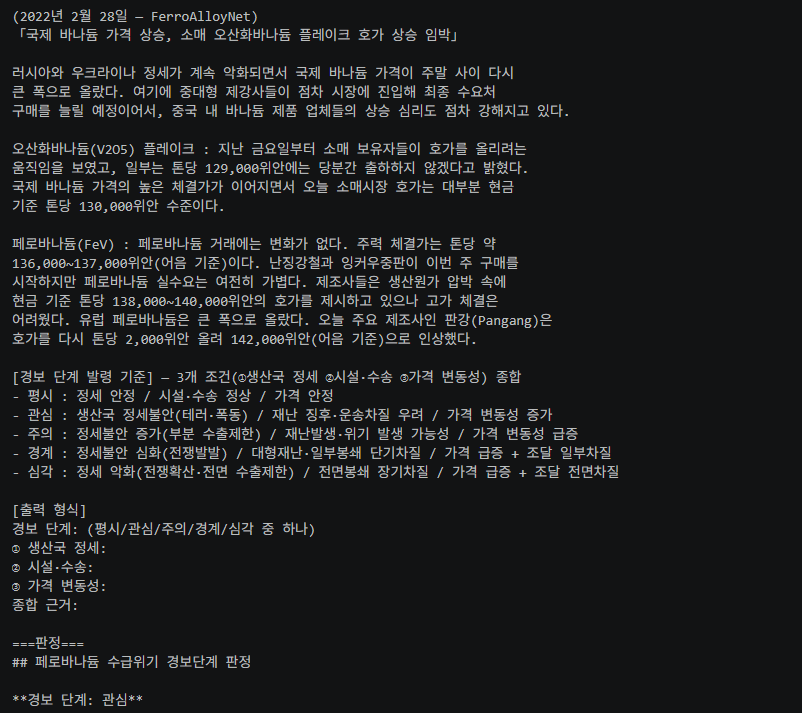 (2022년 2월 28일 — FerroAlloyNet)
「국제 바나듐 가격 상승, 소매 오산화바나듐 플레이크 호가 상승 임박」
러시아와 우크라이나 정세가 계속 악화되면서 국제 바나듐 가격이 주말 사이 다시
큰 폭으로 올랐다. 여기에 중대형 제강사들이 점차 시장에 진입해 최종 수요처
구매를 늘릴 예정이어서, 중국 내 바나듐 제품 업체들의 상승 심리도 점차 강해지고 있다.
오산화바나듐(V2O5) 플레이크 : 지난 금요일부터 소매 보유자들이 호가를 올리려는
움직임을 보였고, 일부는 톤당 129,000위안에는 당분간 출하하지 않겠다고 밝혔다.
국제 바나듐 가격의 높은 체결가가 이어지면서 오늘 소매시장 호가는 대부분 현금
기준 톤당 130,000위안 수준이다.
페로바나듐(FeV) : 페로바나듐 거래에는 변화가 없다. 주력 체결가는 톤당 약
136,000~137,000위안(어음 기준)이다. 난징강철과 잉커우중판이 이번 주 구매를
시작하지만 페로바나듐 실수요는 여전히 가볍다. 제조사들은 생산원가 압박 속에
현금 기준 톤당 138,000~140,000위안의 호가를 제시하고 있으나 고가 체결은
어려웠다. 유럽 페로바나듐은 큰 폭으로 올랐다. 오늘 주요 제조사인 판강(Pangang)은
호가를 다시 톤당 2,000위안 올려 142,000위안(어음 기준)으로 인상했다.
[경보 단계 발령 기준] — 3개 조건(①생산국 정세 ②시설·수송 ③가격 변동성) 종합
- 평시 : 정세 안정 / 시설·수송 정상 / 가격 안정
- 관심 : 생산국 정세불안(테러·폭동) / 재난 징후·운송차질 우려 / 가격 변동성 증가
- 주의 : 정세불안 증가(부분 수출제한) / 재난발생·위기 발생 가능성 / 가격 변동성 급증
- 경계 : 정세불안 심화(전쟁발발) / 대형재난·일부봉쇄 단기차질 / 가격 급증 + 조달 일부차질
- 심각 : 정세 악화(전쟁확산·전면 수출제한) / 전면봉쇄 장기차질 / 가격 급증 + 조달 전면차질
[출력 형식]
경보 단계: (평시/관심/주의/경계/심각 중 하나)
① 생산국 정세:
② 시설·수송:
③ 가격 변동성:
종합 근거:
===판정===
## 페로바나듐 수급위기 경보단계 판정
**경보 단계: 관심**